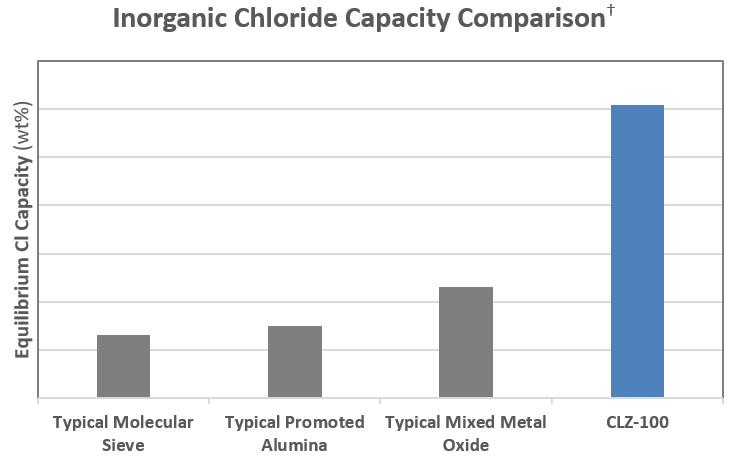 Inorganic Chloride Capacity Comparison†
Equilibrium Cl Capacity (wt%)
Typical Molecular
Sieve
Typical Promoted
Alumina
Typical Mixed Metal
Oxide
CLZ-100